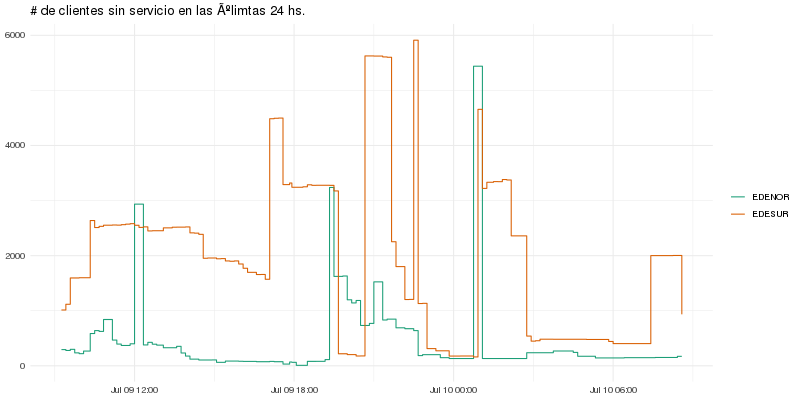 # de clientes sin servicio en las Ãºlimtas 24 hs.
6000
4000
2000
0
Jul 09 12:00
Jul 09 18:00
Jul 10 00:00
Jul 10 06:00
EDENOR
EDESUR